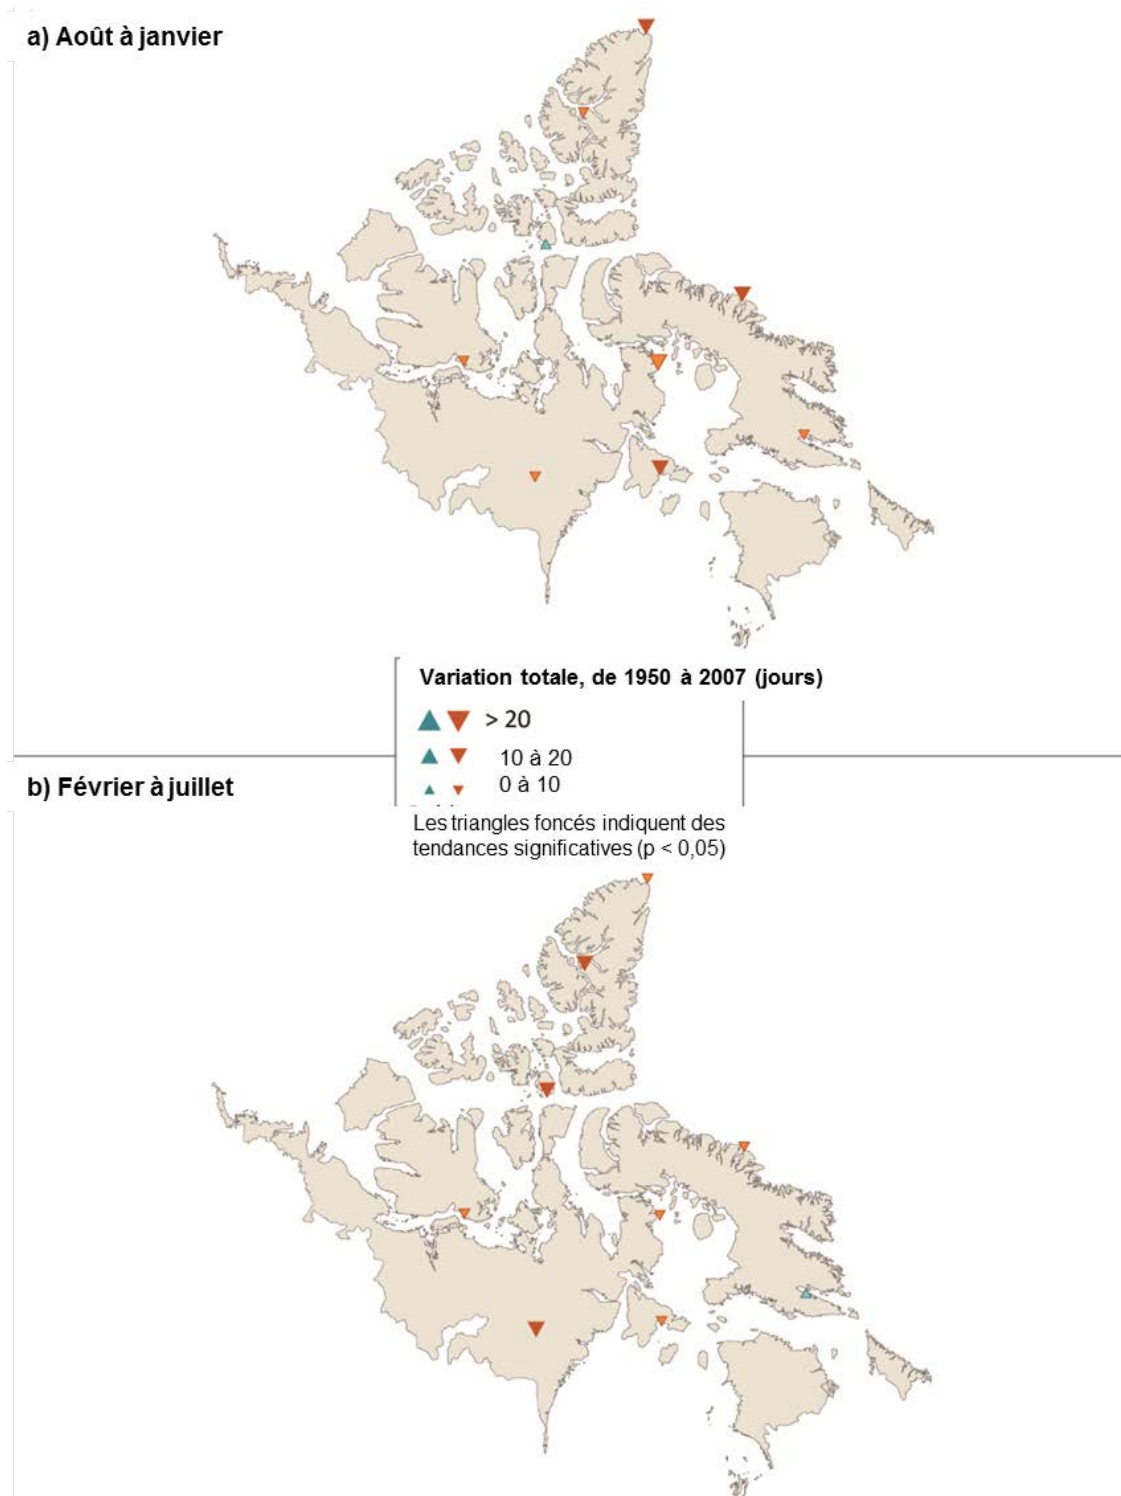 a) Août à janvier
Variation totale, de 1950 à 2007 (jours)
> 20
10 à 20
0 à 10
b) Février à juillet
Les triangles foncés indiquent des
tendances significatives (p < 0,05)